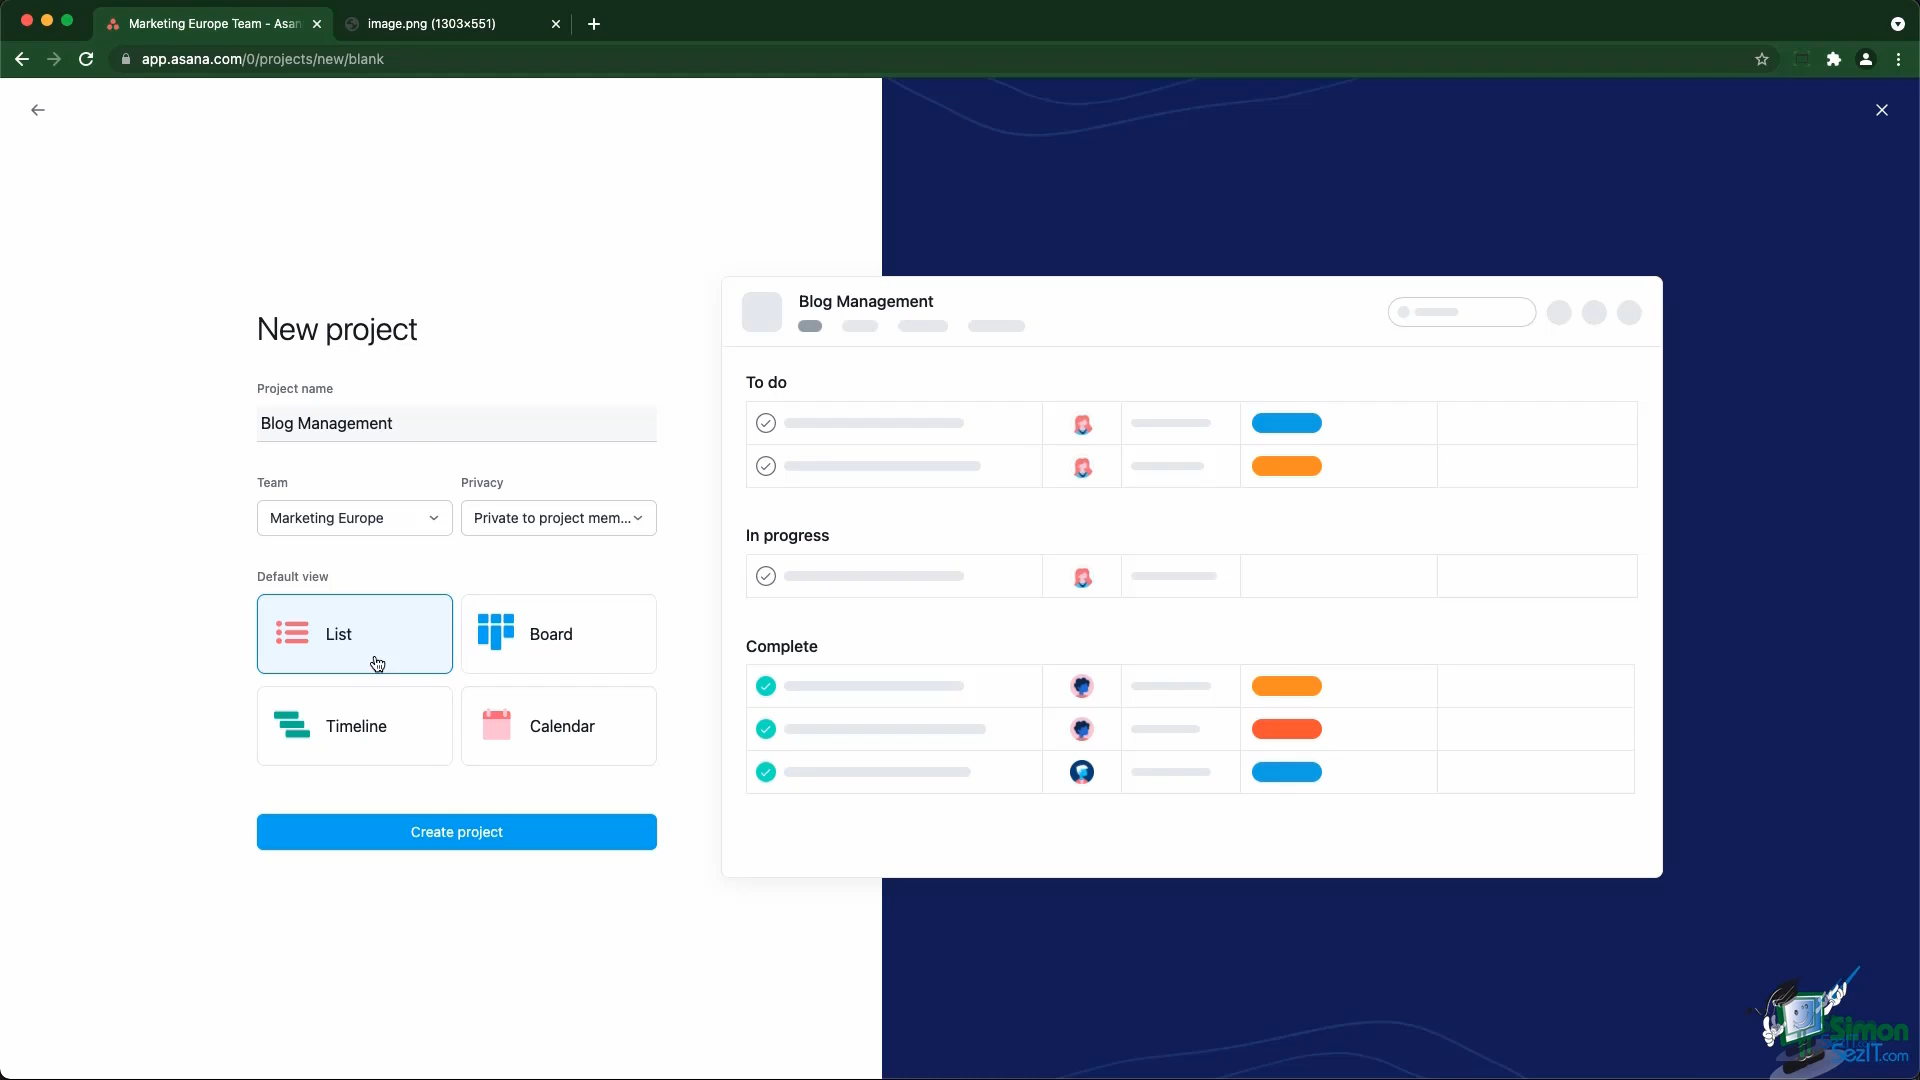 Marketing Europe Team - Asan
image.png (1303×551)
app.asana.com/0/projects/new/blank
New project
Project name
Blog Management
Team
Privacy
Marketing Europe
Private to project mem...
Default view
List
Board
Timeline
Calendar
Create project
Blog Management
To do
In progress
Complete
Simon
SezIT.com